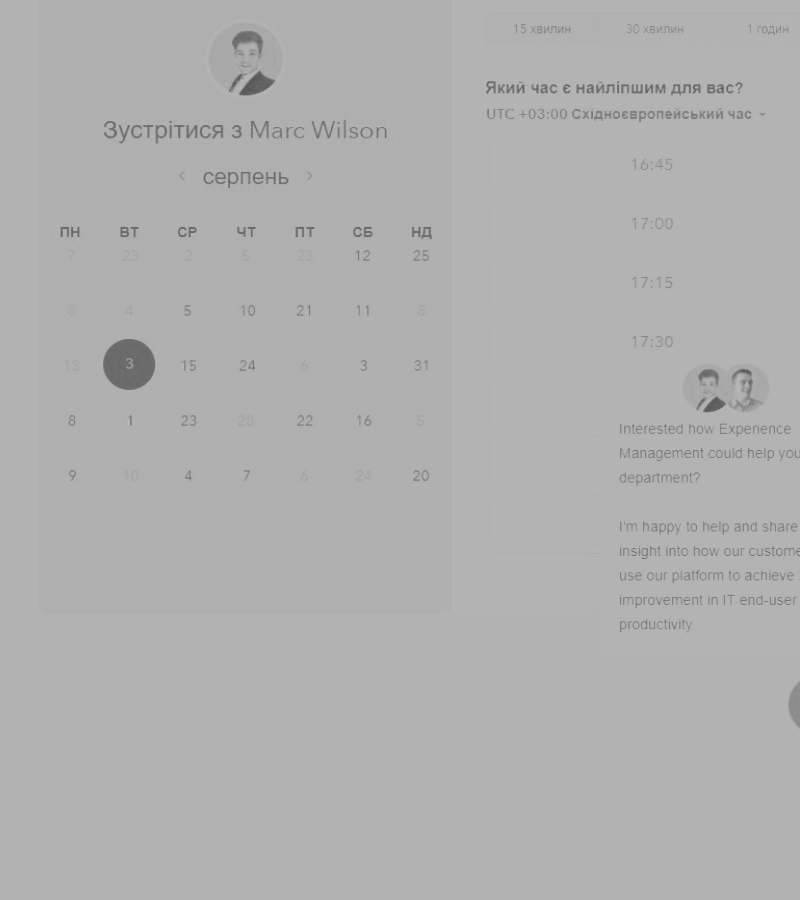 Зустрітися з Marc Wilson
серпень
ПН ВТ СР ЧТ ПТ СБ НД
7 23 2 5 23 12 25
8 4 5 10 21 11 8
13 3 15 24 6 3 31
8 1 23 28 22 16 5
9 10 4 7 6 24 20
15 хвилин 30 хвилин 1 годин
Який час є найліпшим для вас?
UTC +03:00 Східноєвропейський час
16:45
17:00
17:15
17:30
Interested how Experience
Management could help you
department?
I'm happy to help and share
insight into how our custome
use our platform to achieve
improvement in IT end-user
productivity.